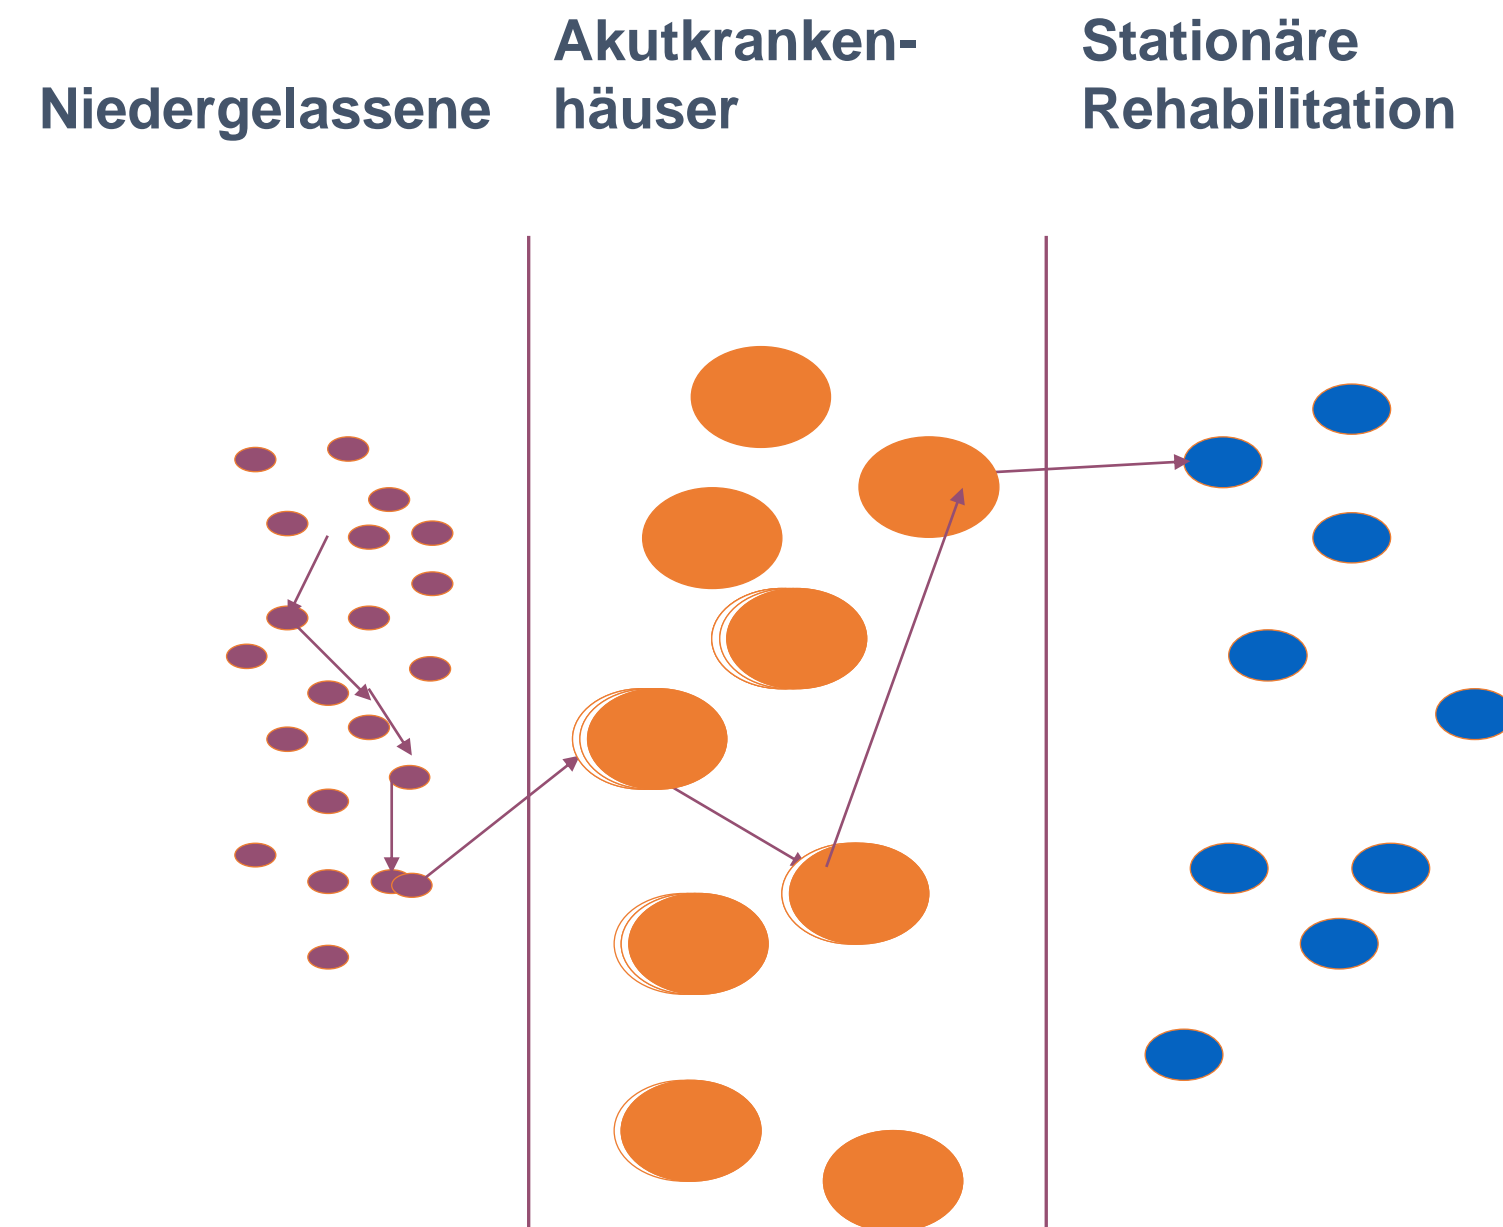 Niedergelassene
Akutkranken-
häuser
Stationäre
Rehabilitation